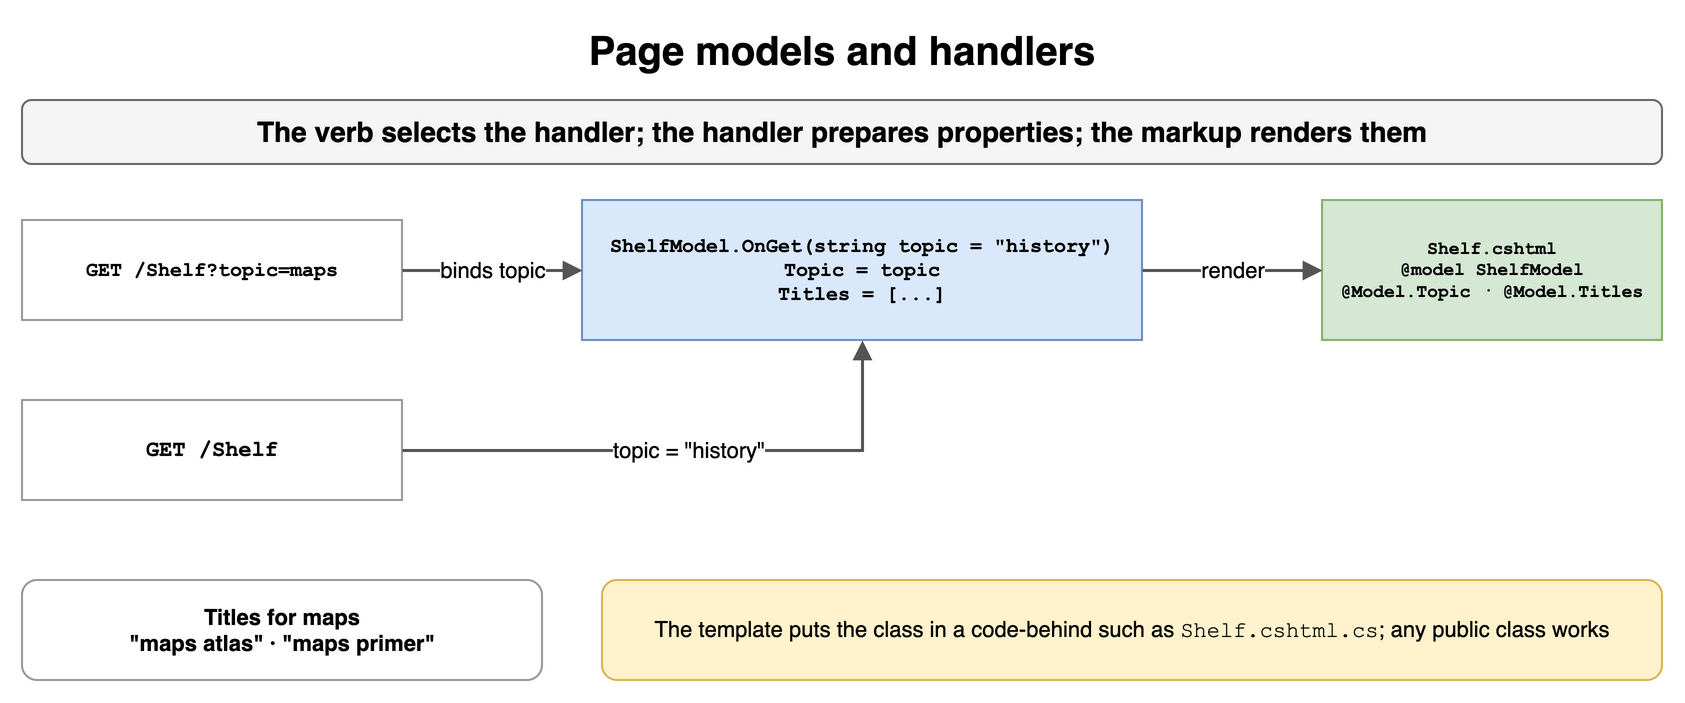 Page models and handlers
The verb selects the handler; the handler prepares properties; the markup renders them
GET /Shelf?topic=maps
binds topic
ShelfModel.OnGet(string topic = "history")
Topic = topic
Titles = [...]
render
Shelf.cshtml
@model ShelfModel
@Model.Topic · @Model.Titles
GET /Shelf
topic = "history"
Titles for maps
"maps atlas" · "maps primer"
The template puts the class in a code-behind such as Shelf.cshtml.cs; any public class works